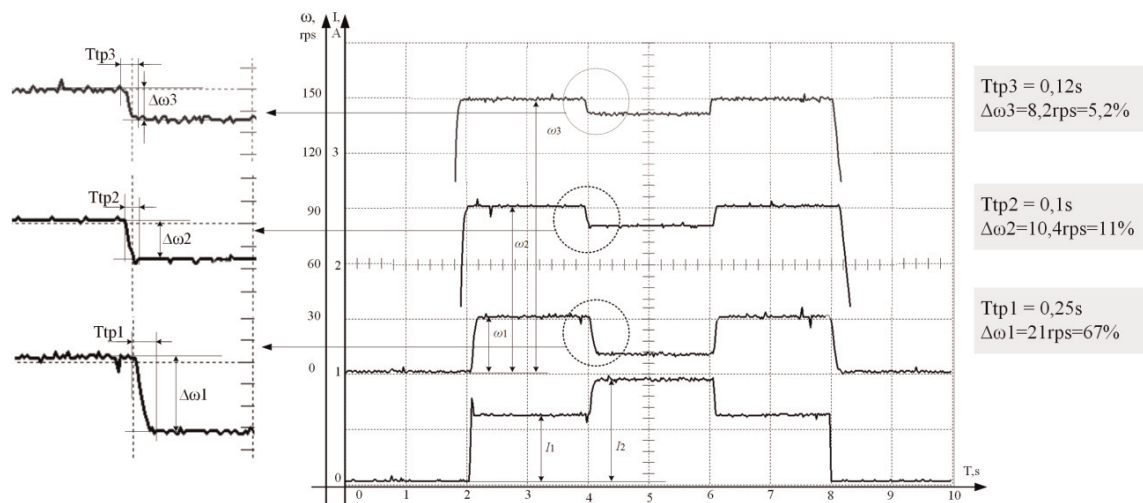 Ttp3
Δω3
Ttp2
Δω2
Ttp1
Δω1
ω, I,
rps A
150
120 3
90
60 2
30
0 1
0
ω3
ω2
ω1
I1
I2
0 1 2 3 4 5 6 7 8 9 10
T,s
Ttp3 = 0,12s
Δω3=8,2rps=5,2%
Ttp2 = 0,1s
Δω2=10,4rps=11%
Ttp1 = 0,25s
Δω1=21rps=67%